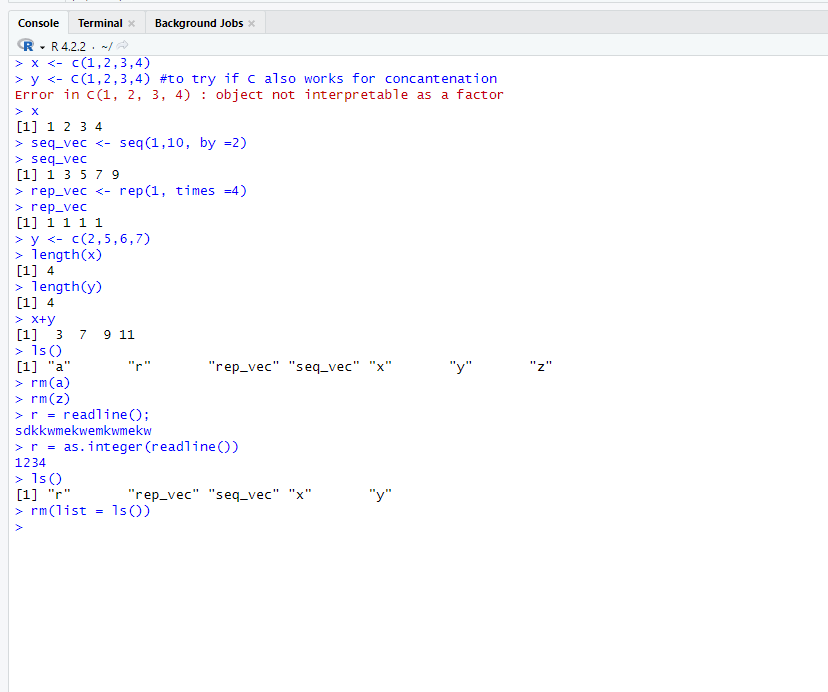 Console Terminal × Background Jobs ×
R R 4.2.2 · ~/
> x <- c(1,2,3,4)
> y <- C(1,2,3,4) #to try if C also works for concantenation
Error in C(1, 2, 3, 4) : object not interpretable as a factor
> x
[1] 1 2 3 4
> seq_vec <- seq(1,10, by =2)
> seq_vec
[1] 1 3 5 7 9
> rep_vec <- rep(1, times =4)
> rep_vec
[1] 1 1 1 1
> y <- c(2,5,6,7)
> length(x)
[1] 4
> length(y)
[1] 4
> x+y
[1]  3  7  9 11
> ls()
[1] "a"       "r"       "rep_vec" "seq_vec" "x"       "y"       "z"
> rm(a)
> rm(z)
> r = readline();
sdkkwmekwemkwmekw
> r = as.integer(readline())
1234
> ls()
[1] "r"       "rep_vec" "seq_vec" "x"       "y"
> rm(list = ls())
>